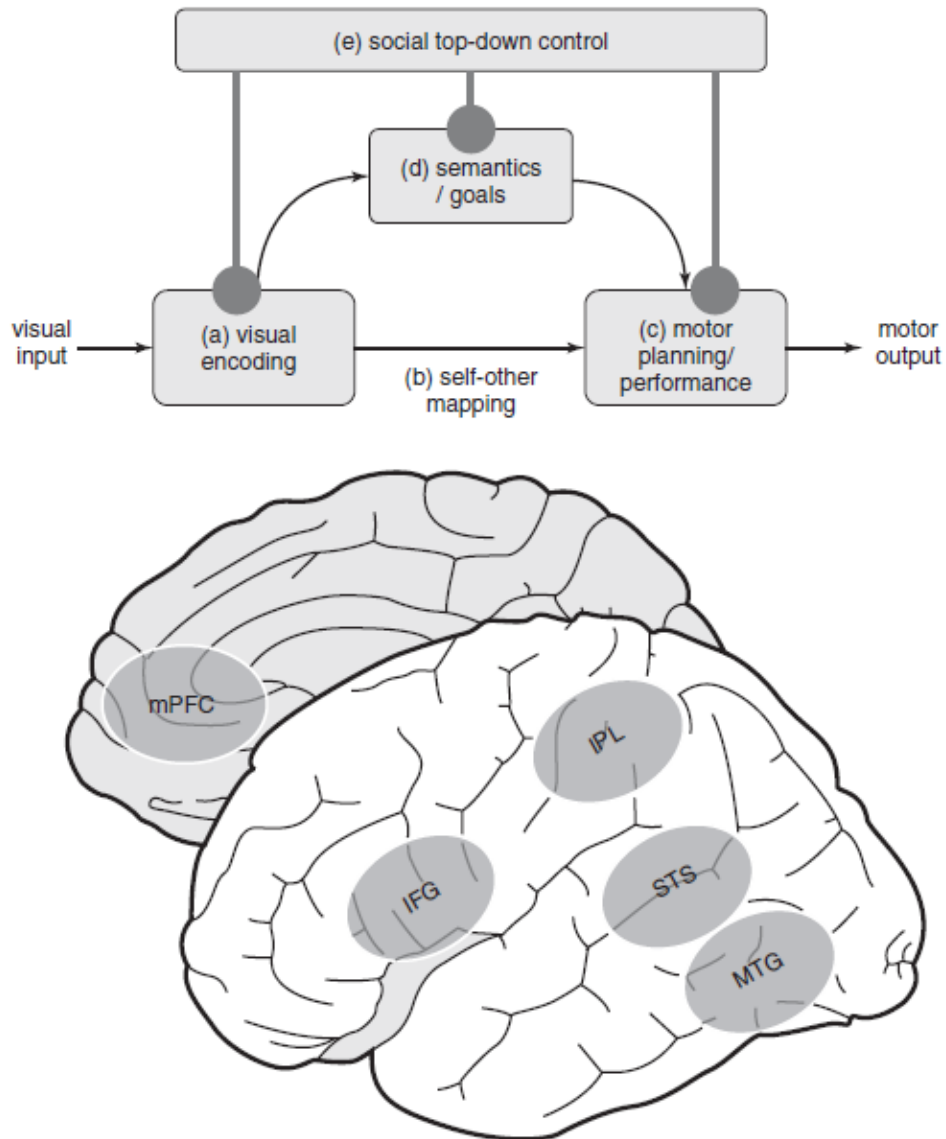 (e) social top-down control
(d) semantics
/ goals
visual
input
(a) visual
encoding
(b) self-other
mapping
(c) motor
planning/
performance
motor
output
mPFC
IPL
IFG
STS
MTG